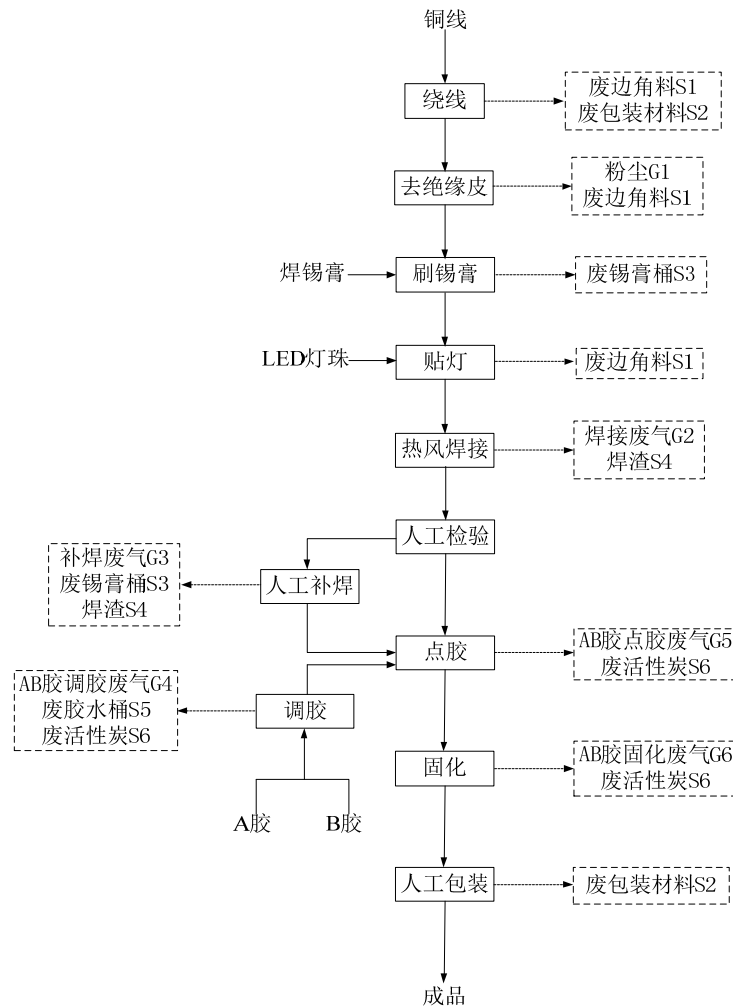 铜线
绕线
废边角料S1
废包装材料S2
去绝缘皮
粉尘G1
废边角料S1
焊锡膏
刷锡膏
废锡膏桶S3
LED灯珠
贴灯
废边角料S1
热风焊接
焊接废气G2
焊渣S4
人工检验
补焊废气G3
废锡膏桶S3
焊渣S4
人工补焊
点胶
AB胶点胶废气G5
废活性炭S6
AB胶调胶废气G4
废胶水桶S5
废活性炭S6
调胶
固化
AB胶固化废气G6
废活性炭S6
A胶
B胶
人工包装
废包装材料S2
成品